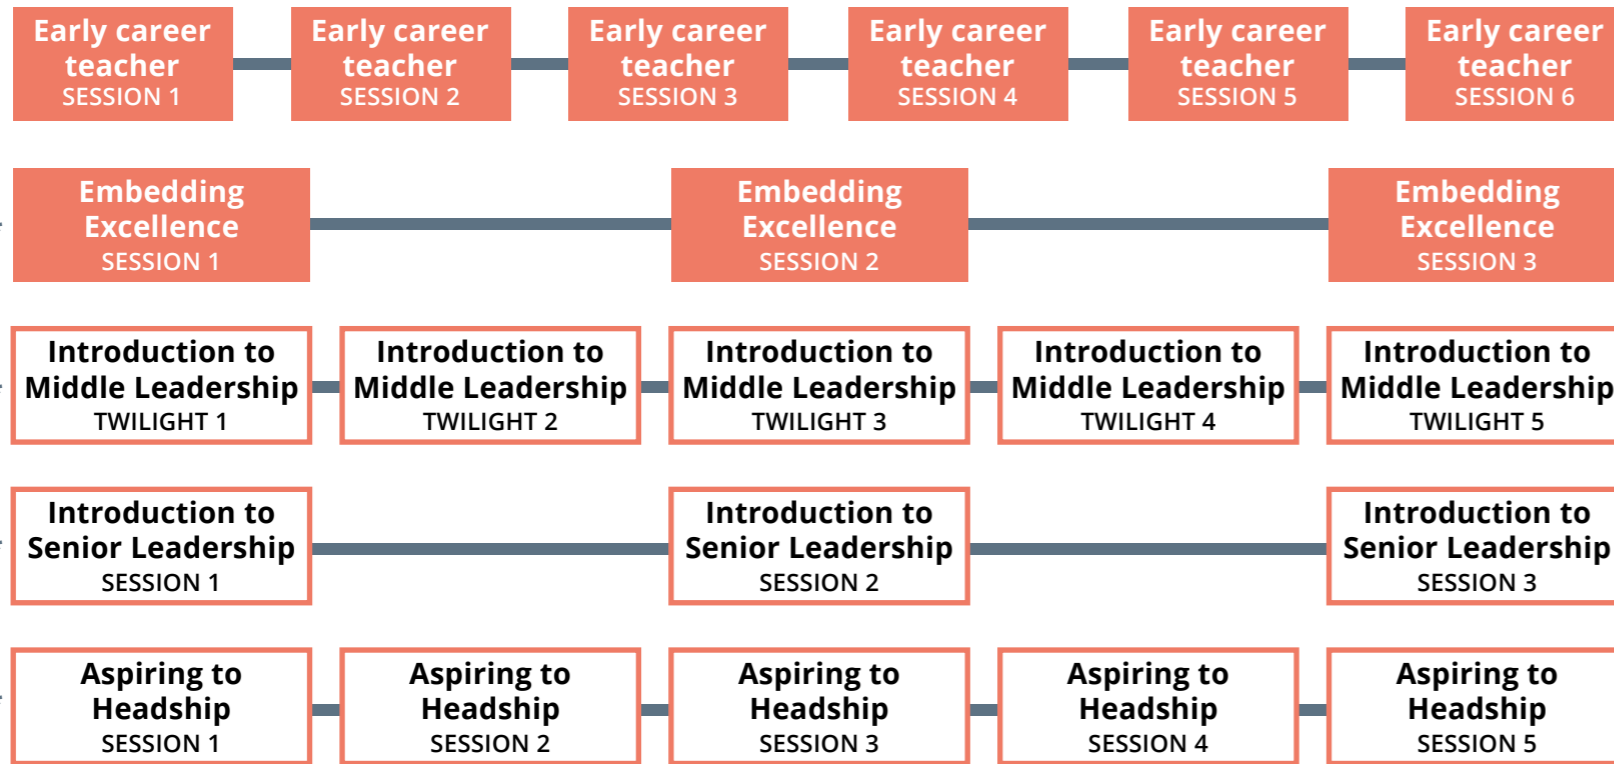 Early career
teacher
SESSION 1
Early career
teacher
SESSION 2
Early career
teacher
SESSION 3
Early career
teacher
SESSION 4
Early career
teacher
SESSION 5
Early career
teacher
SESSION 6
Embedding
Excellence
SESSION 1
Embedding
Excellence
SESSION 2
Embedding
Excellence
SESSION 3
Introduction to
Middle Leadership
TWILIGHT 1
Introduction to
Middle Leadership
TWILIGHT 2
Introduction to
Middle Leadership
TWILIGHT 3
Introduction to
Middle Leadership
TWILIGHT 4
Introduction to
Middle Leadership
TWILIGHT 5
Introduction to
Senior Leadership
SESSION 1
Introduction to
Senior Leadership
SESSION 2
Introduction to
Senior Leadership
SESSION 3
Aspiring to
Headship
SESSION 1
Aspiring to
Headship
SESSION 2
Aspiring to
Headship
SESSION 3
Aspiring to
Headship
SESSION 4
Aspiring to
Headship
SESSION 5